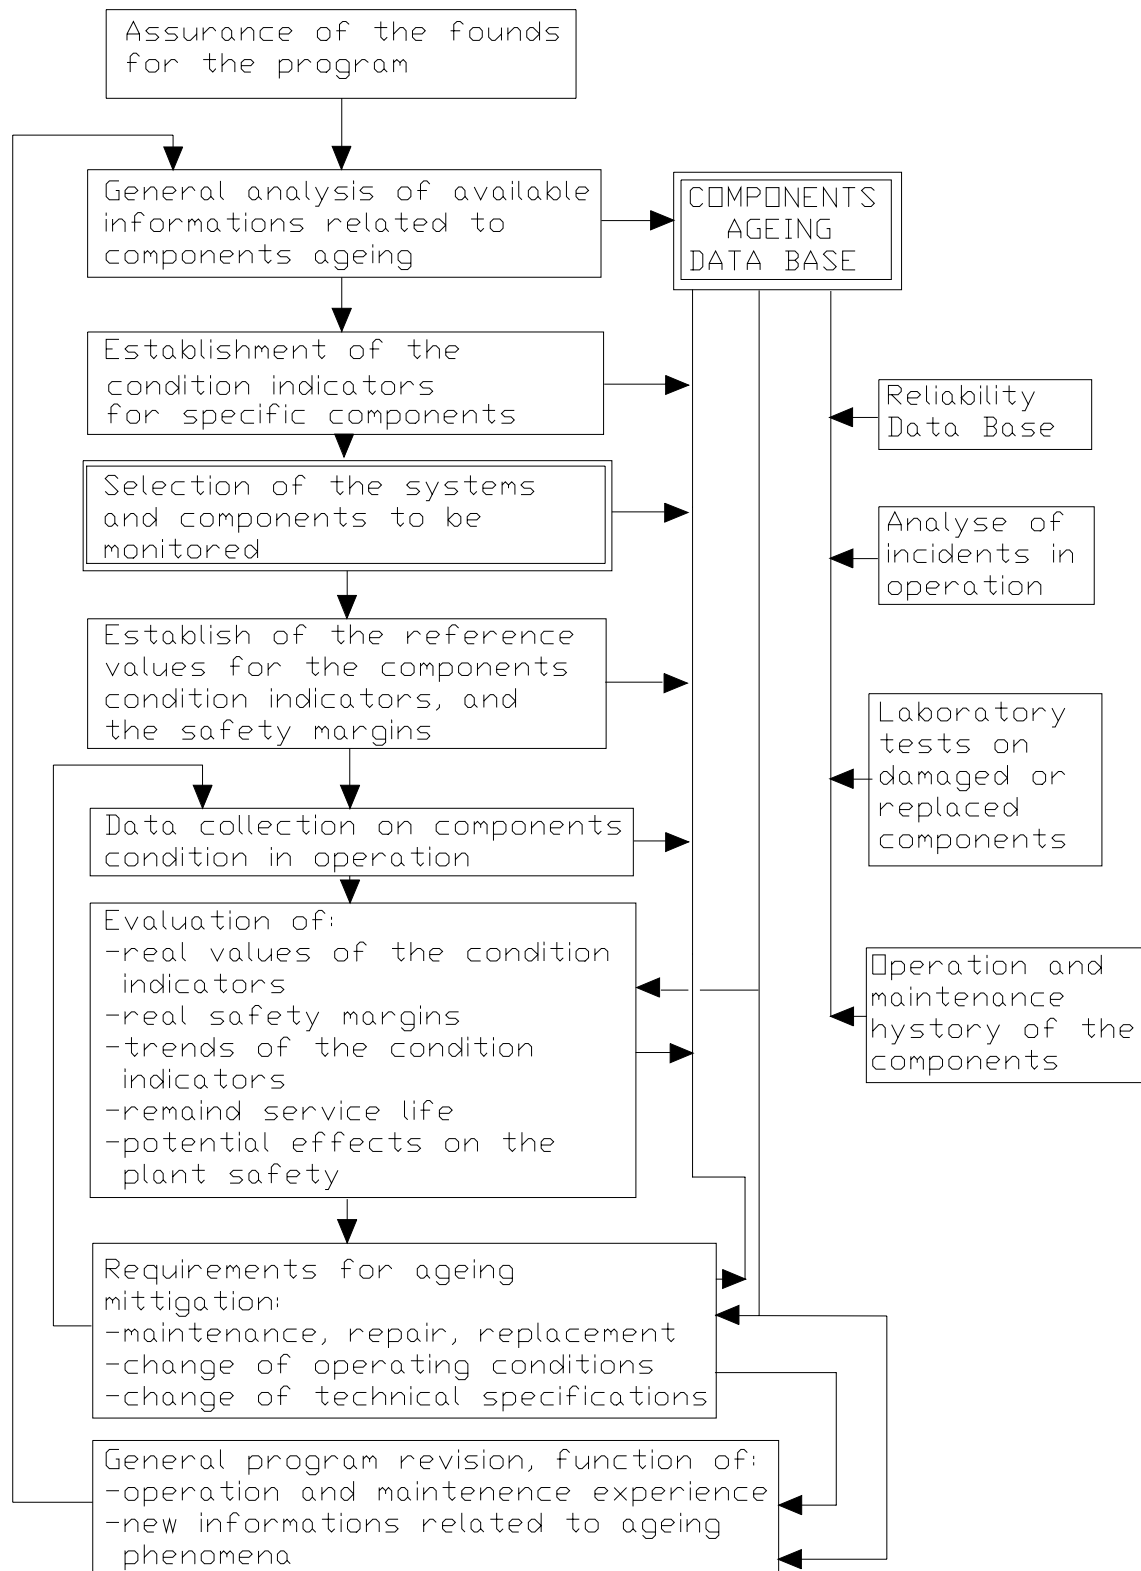 Assurance of the founds
for the program
General analysis of available
informations related to
components ageing
COMPONENTS
AGEING
DATA BASE
Establishment of the
condition indicators
for specific components
Reliability
Data Base
Selection of the systems
and components to be
monitored
Analyse of
incidents in
operation
Establish of the reference
values for the components
condition indicators, and
the safety margins
Laboratory
tests on
damaged or
replaced
components
Data collection on components
condition in operation
Evaluation of:
-real values of the condition
indicators
-real safety margins
-trends of the condition
indicators
-remaind service life
-potential effects on the
plant safety
Operation and
maintenance
hystory of the
components
Requirements for ageing
mittigation:
-maintenance, repair, replacement
-change of operating conditions
-change of technical specifications
General program revision, function of:
-operation and maintenence experience
-new informations related to ageing
phenomena